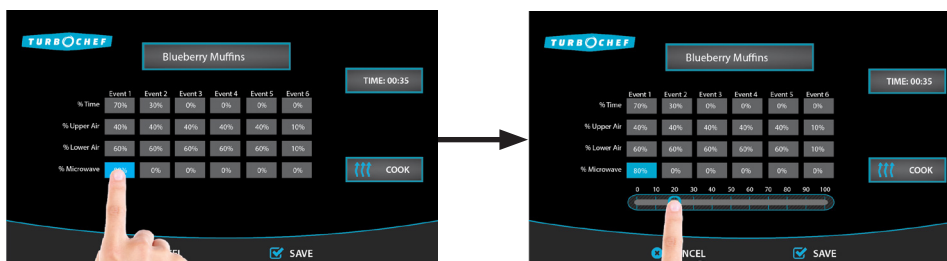 TURBOCHEF
Blueberry Muffins
TIME: 00:35
Event 1 Event 2 Event 3 Event 4 Event 5 Event 6
% Time 70% 30% 0% 0% 0% 0%
% Upper Air 40% 40% 40% 40% 40% 10%
% Lower Air 60% 60% 60% 60% 60% 10%
% Microwave 0% 0% 0% 0% 0%
COOK
SAVE
TURBOCHEF
Blueberry Muffins
TIME: 00:35
Event 1 Event 2 Event 3 Event 4 Event 5 Event 6
% Time 70% 30% 0% 0% 0% 0%
% Upper Air 40% 40% 40% 40% 40% 10%
% Lower Air 60% 60% 60% 60% 60% 10%
% Microwave 80% 0% 0% 0% 0% 0%
COOK
0 10 20 30 40 50 60 70 80 90 100
NCEL
SAVE